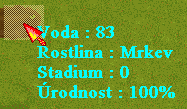 Voda : 83
Rostlina : Mrkev
Stadium : 0
Úrodnost : 100%